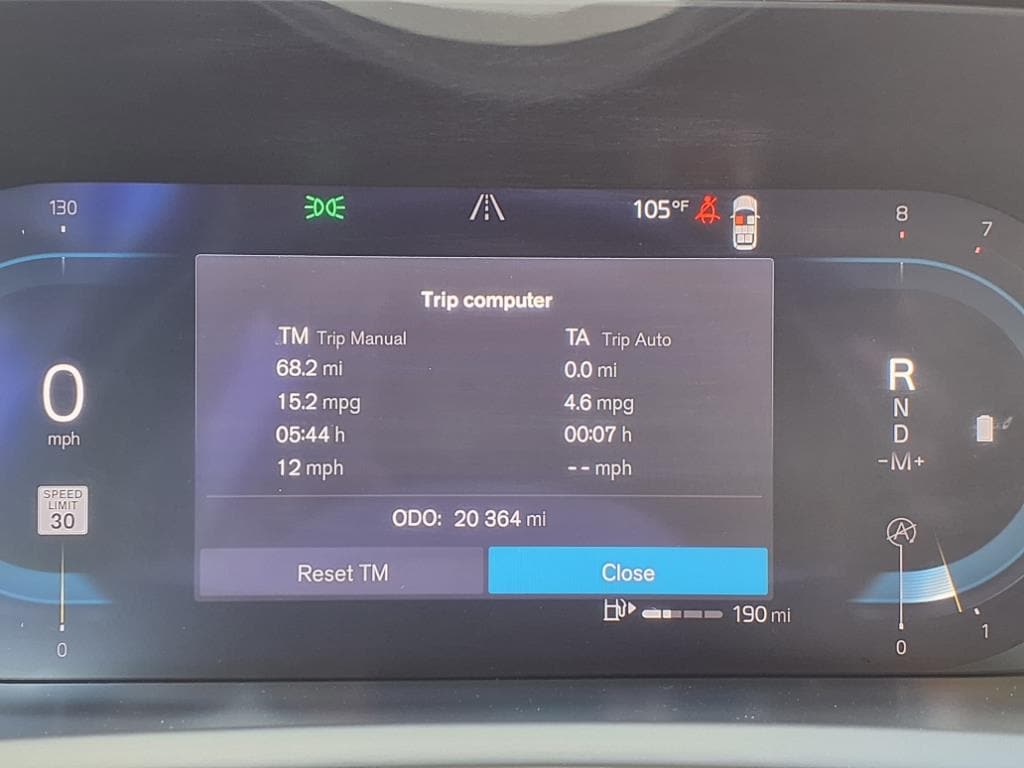 130
105°F
8
7
Trip computer
TM Trip Manual
TA Trip Auto
68.2 mi
0.0 mi
15.2 mpg
4.6 mpg
05:44 h
00:07 h
12 mph
-- mph
ODO: 20 364 mi
Reset TM
Close
0
mph
SPEED
LIMIT
30
R
N
D
-M+
A
190 mi
0
0
1